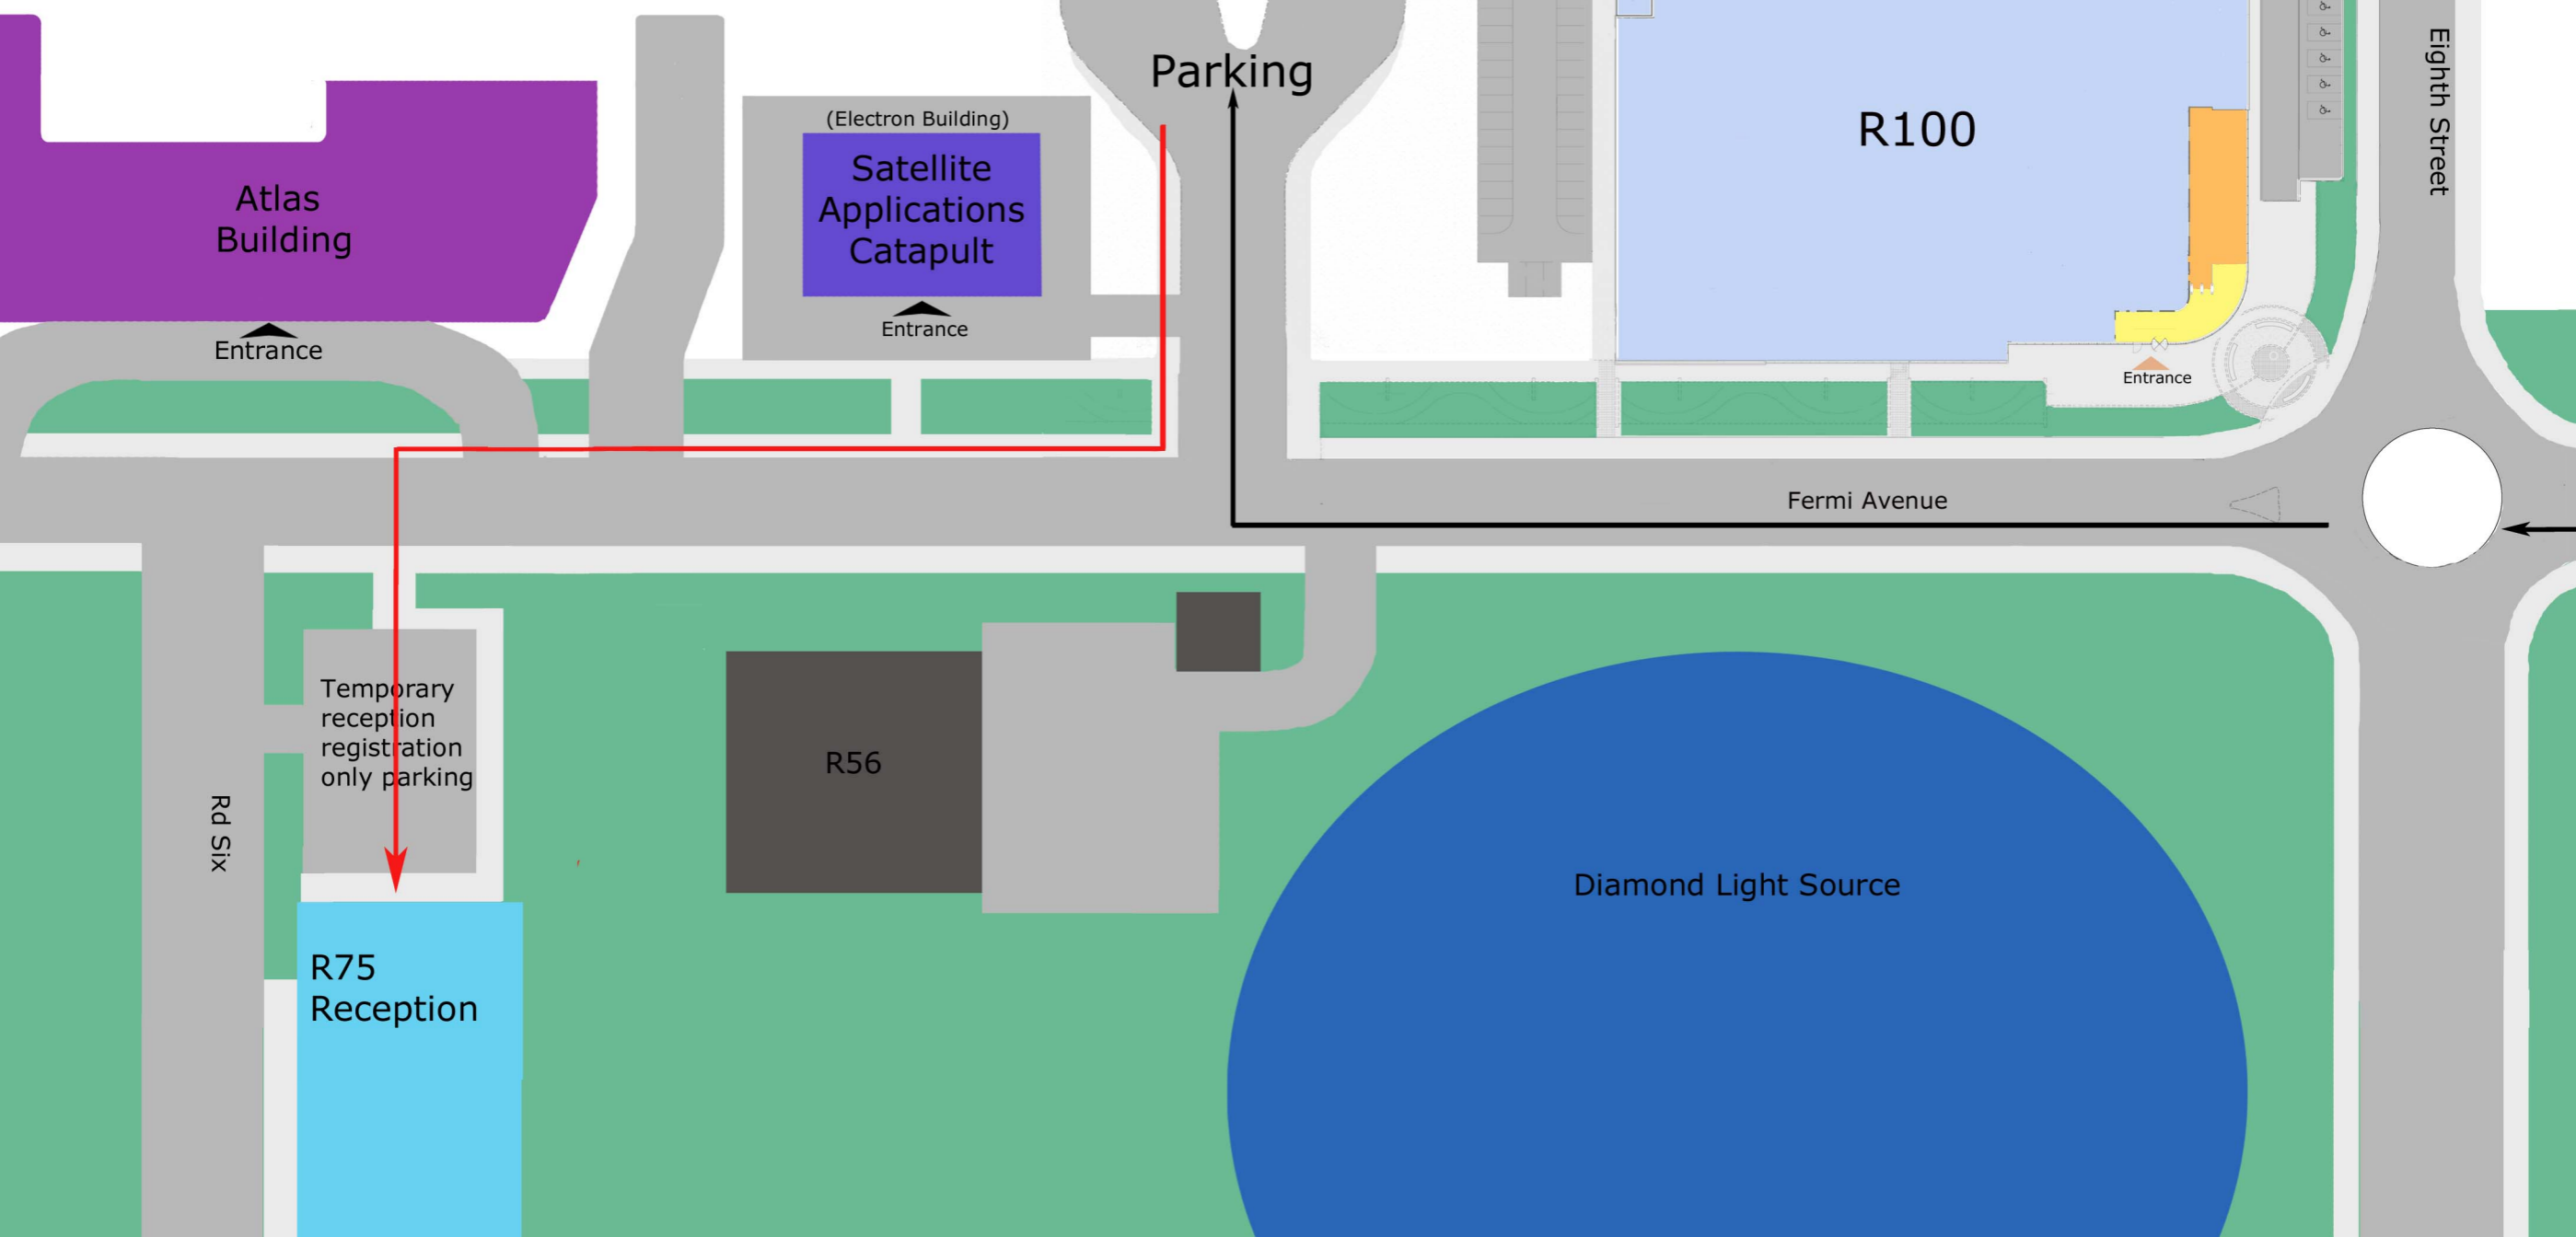 Parking
(Electron Building)
Satellite
Applications
Catapult
Entrance
Atlas
Building
Entrance
R100
Entrance
Eighth Street
Fermi Avenue
Temporary
reception
registration
only parking
Rd Six
R56
Diamond Light Source
R75
Reception